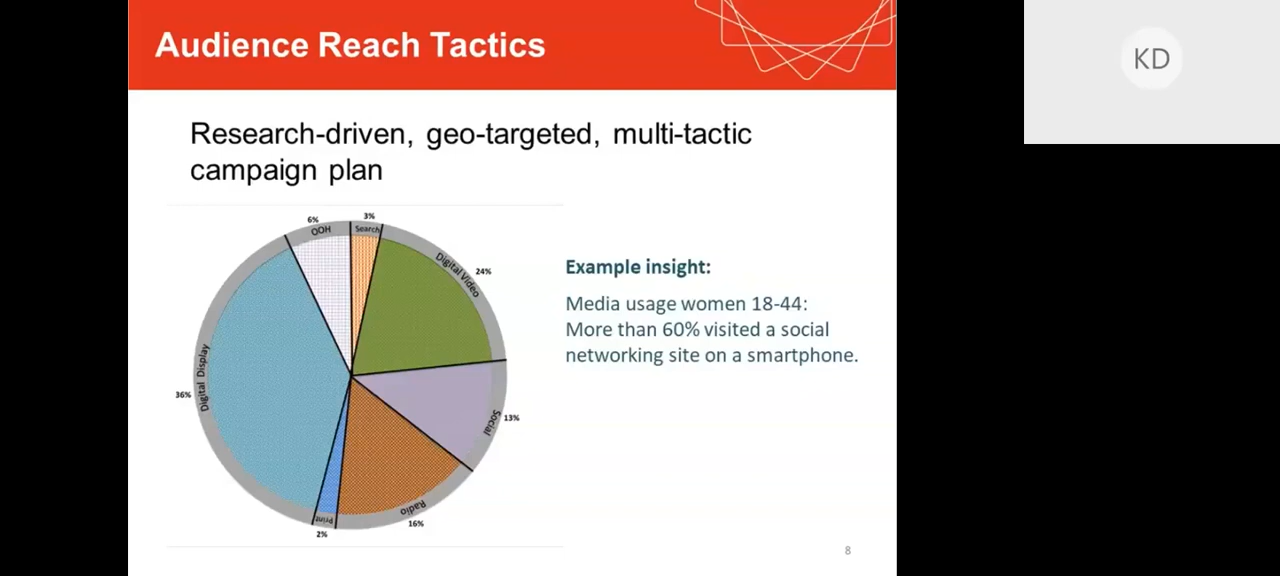 Audience Reach Tactics
KD
Research-driven, geo-targeted, multi-tactic
campaign plan
6%
OOH
3%
Search
Digital Video
24%
Example insight:
Media usage women 18-44:
More than 60% visited a social
networking site on a smartphone.
Digital Display
36%
Social
13%
Radio
16%
Print
2%
8